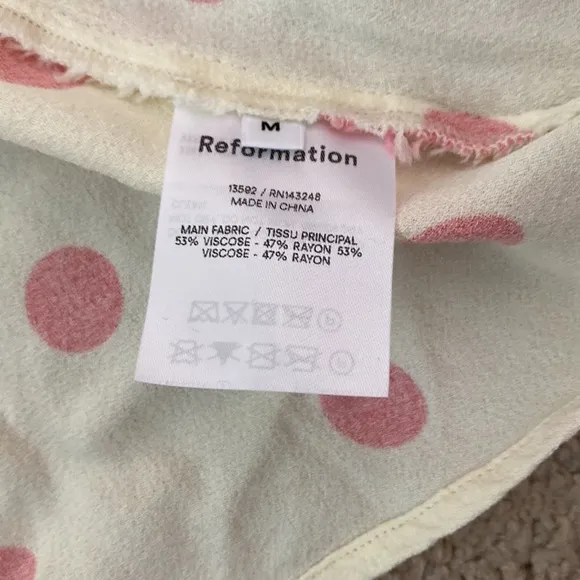 M
Reformation
13592 / RN143248
MADE IN CHINA
MAIN FABRIC / TISSU PRINCIPAL
53% VISCOSE - 47% RAYON 53%
VISCOSE - 47% RAYON